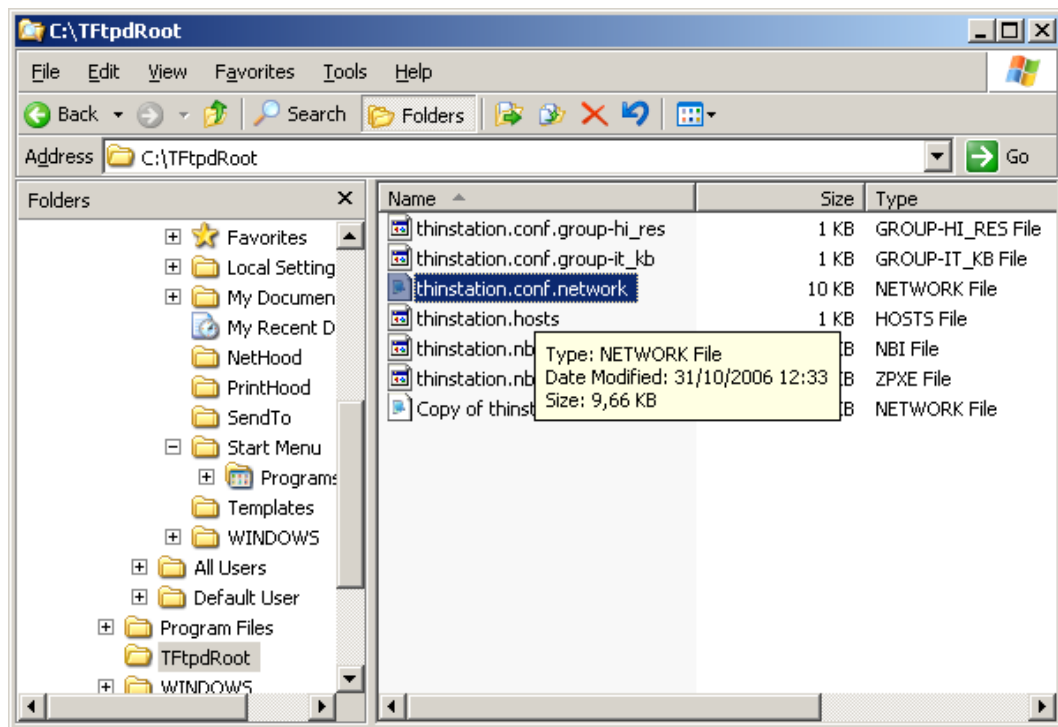 C:\TFtpdRoot
File Edit View Favorites Tools Help
Back Search Folders
Address C:\TFtpdRoot Go
Folders x
Favorites
Local Setting
My Documen
My Recent D
NetHood
PrintHood
SendTo
Start Menu
Programs
Templates
WINDOWS
All Users
Default User
Program Files
TFtpdRoot
WINDOWS
Name Size Type
thinstation.conf.group-hi_res 1 KB GROUP-HI_RES File
thinstation.conf.group-it_kb 1 KB GROUP-IT_KB File
thinstation.conf.network 10 KB NETWORK File
thinstation.hosts 1 KB HOSTS File
thinstation.nb KB NBI File
thinstation.nb KB ZPXE File
Copy of thinst KB NETWORK File
Type: NETWORK File
Date Modified: 31/10/2006 12:33
Size: 9,66 KB